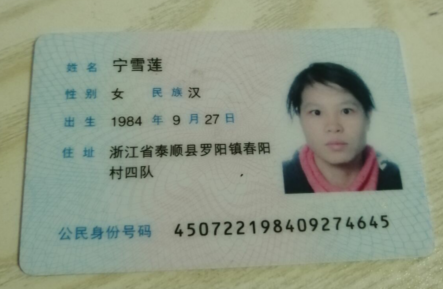 姓名 宁雪莲
性别 女 民族 汉
出生 1984 年 9 月 27 日
住址 浙江省泰顺县罗阳镇春阳
村四队
公民身份号码 450722198409274645